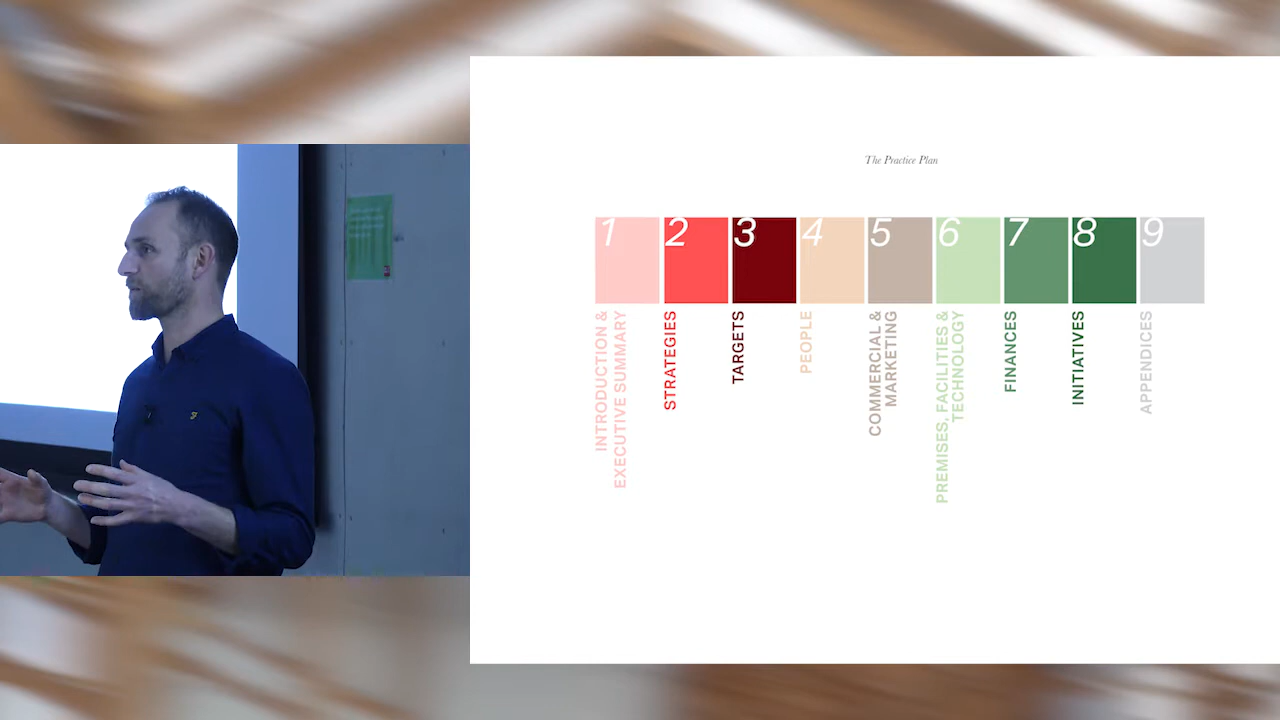 The Practice Plan
1
2
3
4
5
6
7
8
9
INTRODUCTION &
EXECUTIVE SUMMARY
STRATEGIES
TARGETS
PEOPLE
COMMERCIAL &
MARKETING
PREMISES, FACILITIES &
TECHNOLOGY
FINANCES
INITIATIVES
APPENDICES